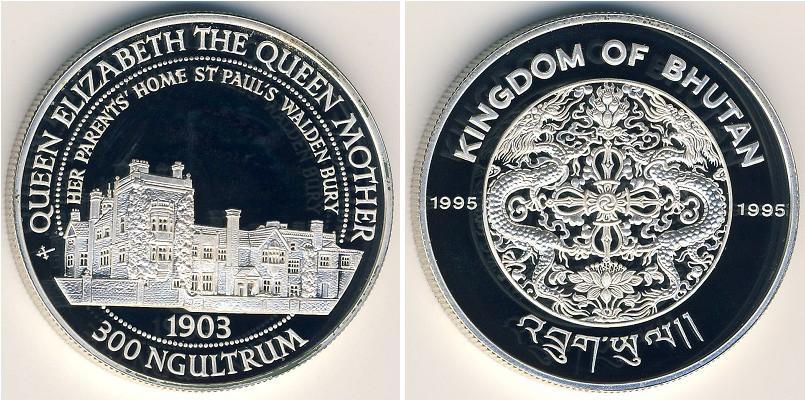 QUEEN ELIZABETH THE QUEEN MOTHER
HER PARENTS' HOME ST PAUL'S WALDEN BURY
1903
300 NGULTRUM
KINGDOM OF BHUTAN
1995 1995
འབྲུག་ཡུལ།།